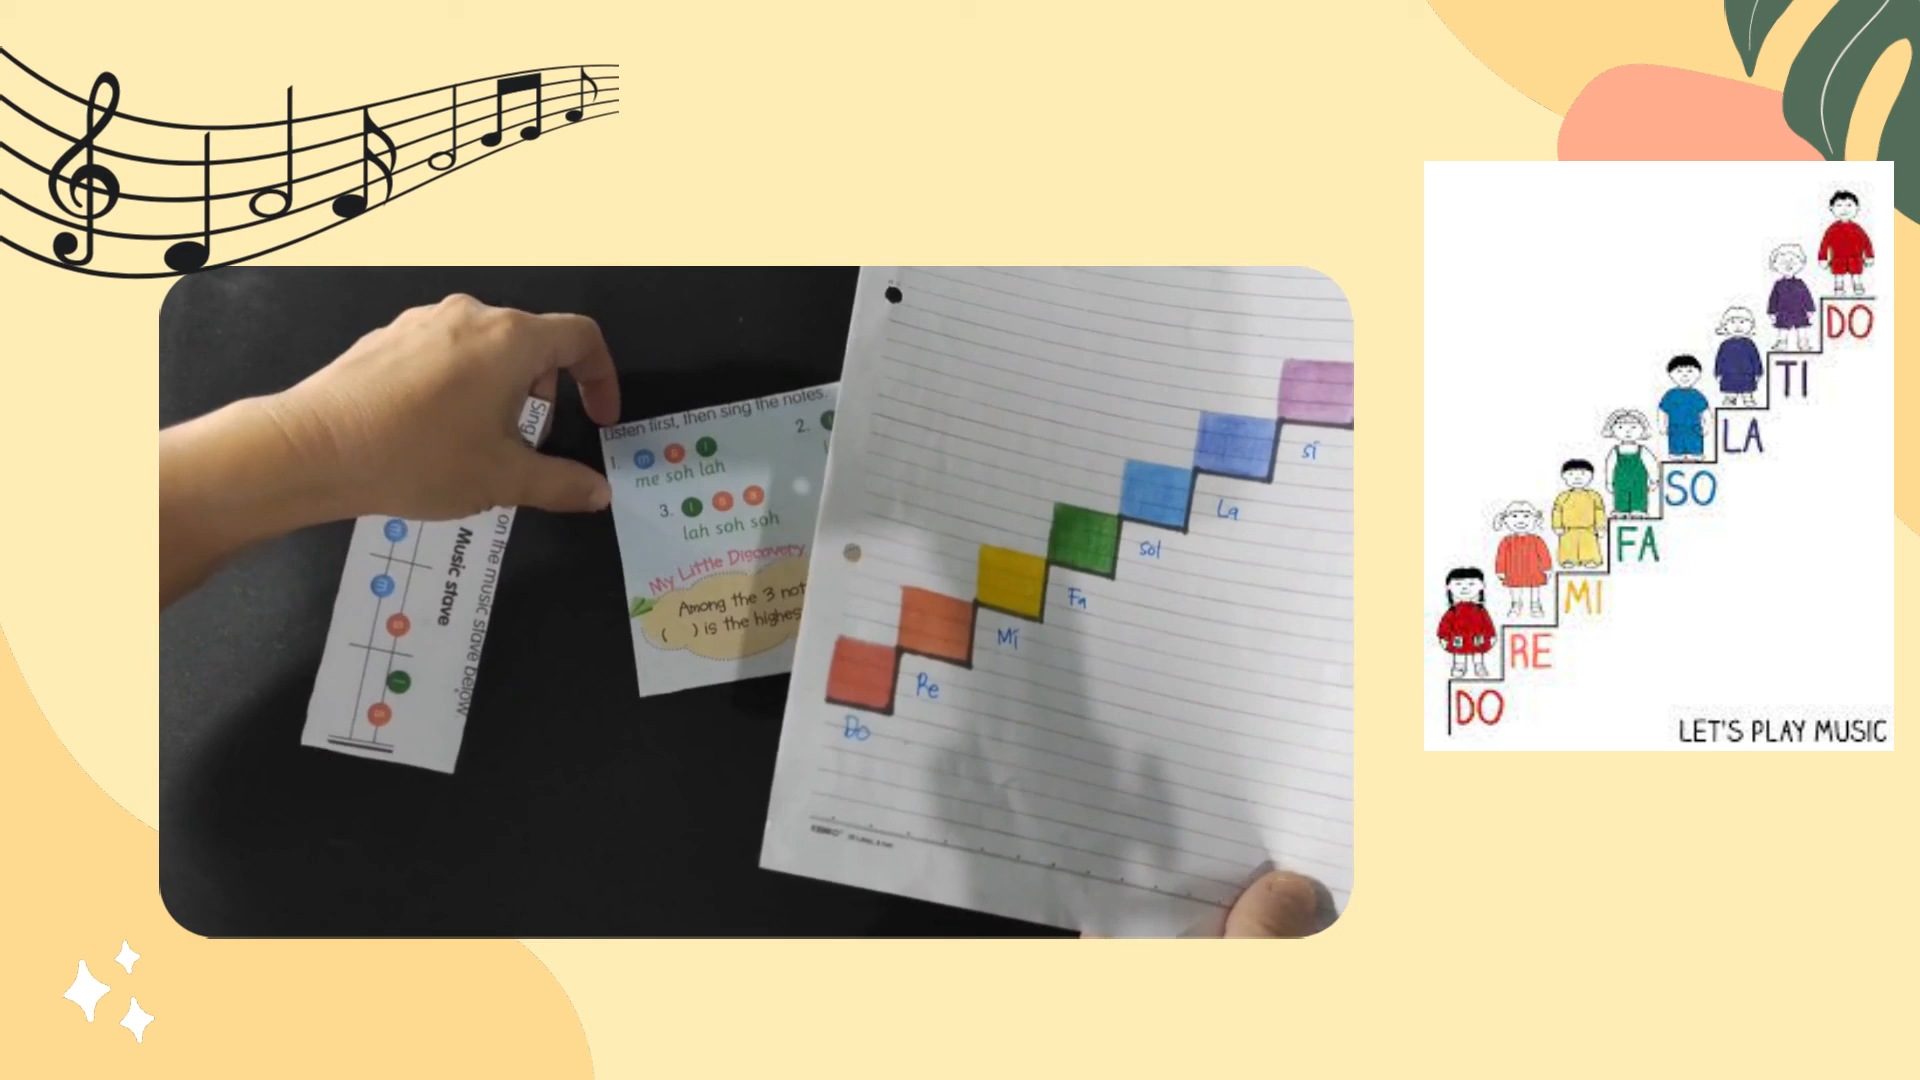 Sing
on the music stave below.
Music stave
m
m
s
l
s
Listen first, then sing the notes.
1. m s l
me soh lah
2.
3. l s s
lah soh soh
My Little Discovery
Among the 3 not
( ) is the highes
si
La
sol
Fa
Mi
Re
Do
DO
TI
LA
SO
FA
MI
RE
DO
LET'S PLAY MUSIC